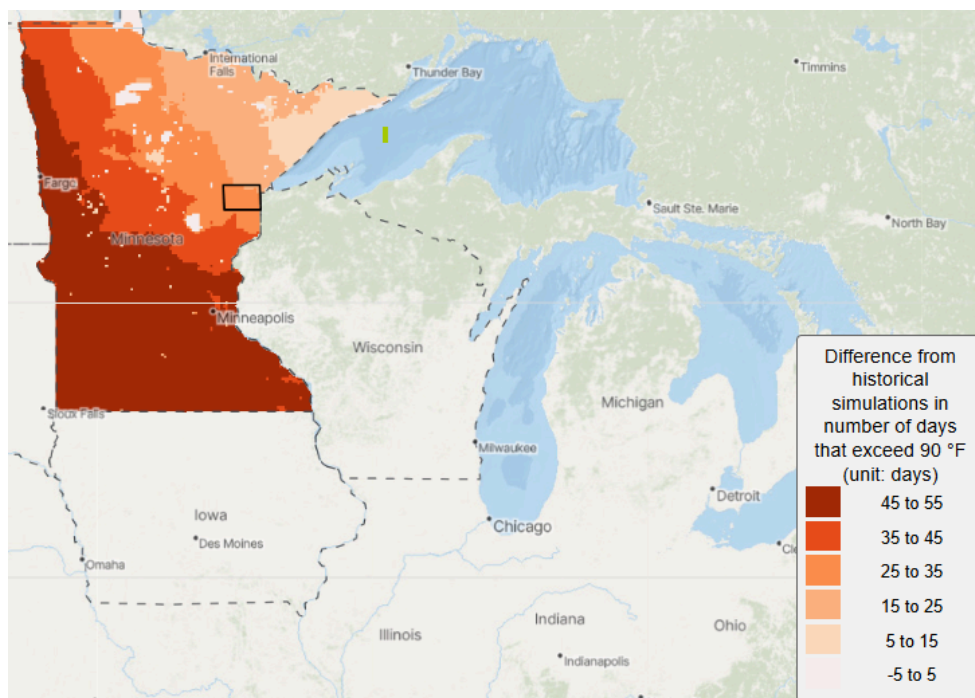 International
Falls
Thunder Bay
Timmins
Fargo
Sault Ste. Marie
North Bay
Minnesota
Minneapolis
Wisconsin
Sioux Falls
Michigan
Milwaukee
Detroit
Chicago
Iowa
Des Moines
Omaha
Cle
Illinois
Indiana
Ohio
Indianapolis
Difference from
historical
simulations in
number of days
that exceed 90 °F
(unit: days)
45 to 55
35 to 45
25 to 35
15 to 25
5 to 15
-5 to 5